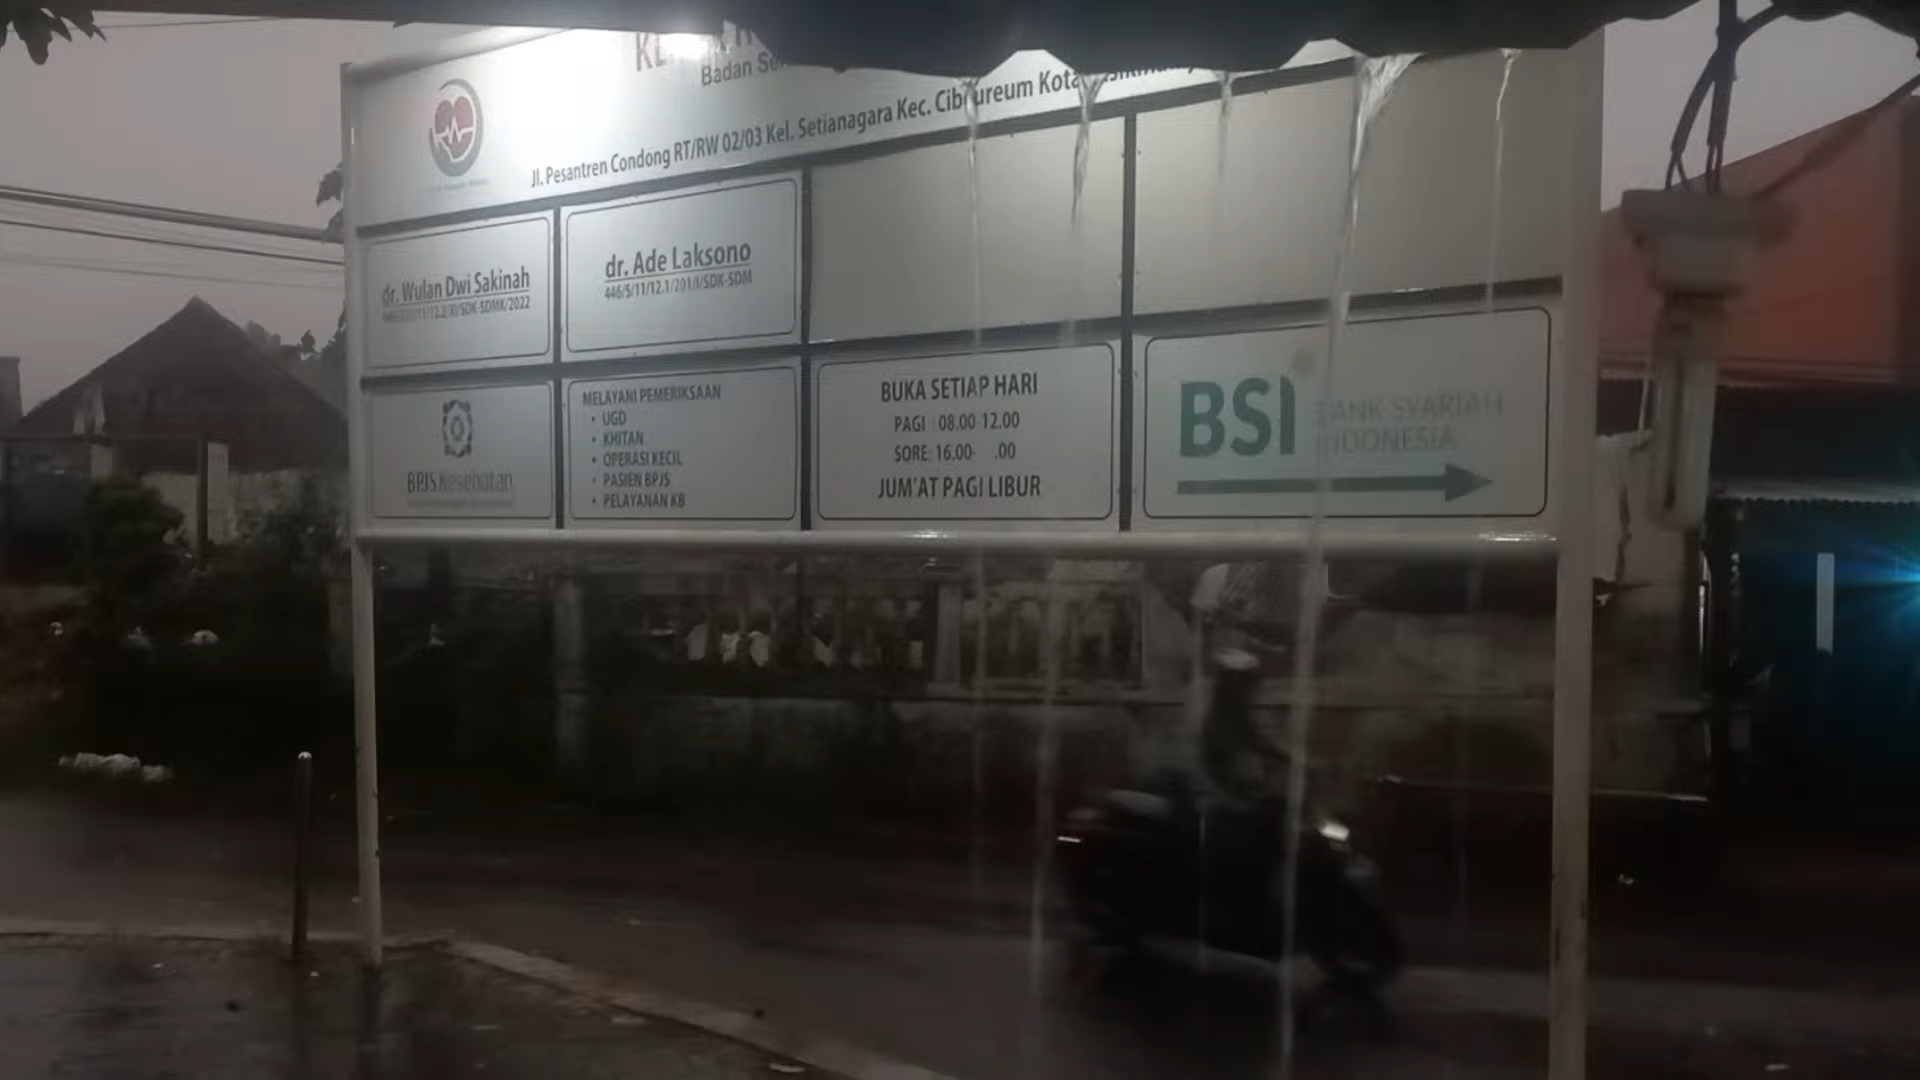 Badan
Jl. Pesantren Condong RT/RW 02/03 Kel. Setianagara Kec. Cibeureum Kota
dr. Wulan Dwi Sakinah
dr. Ade Laksono
446/5/11/12.1/201/I/SDK-SDM
BPJS Kesehatan
MELAYANI PEMERIKSAAN
• UGD
• KHITAN
• OPERASI KECIL
• PASIEN BPJS
• PELAYANAN KB
BUKA SETIAP HARI
PAGI : 08.00 12.00
SORE: 16.00- .00
JUM'AT PAGI LIBUR
BSI
BANK SYARIAH
INDONESIA